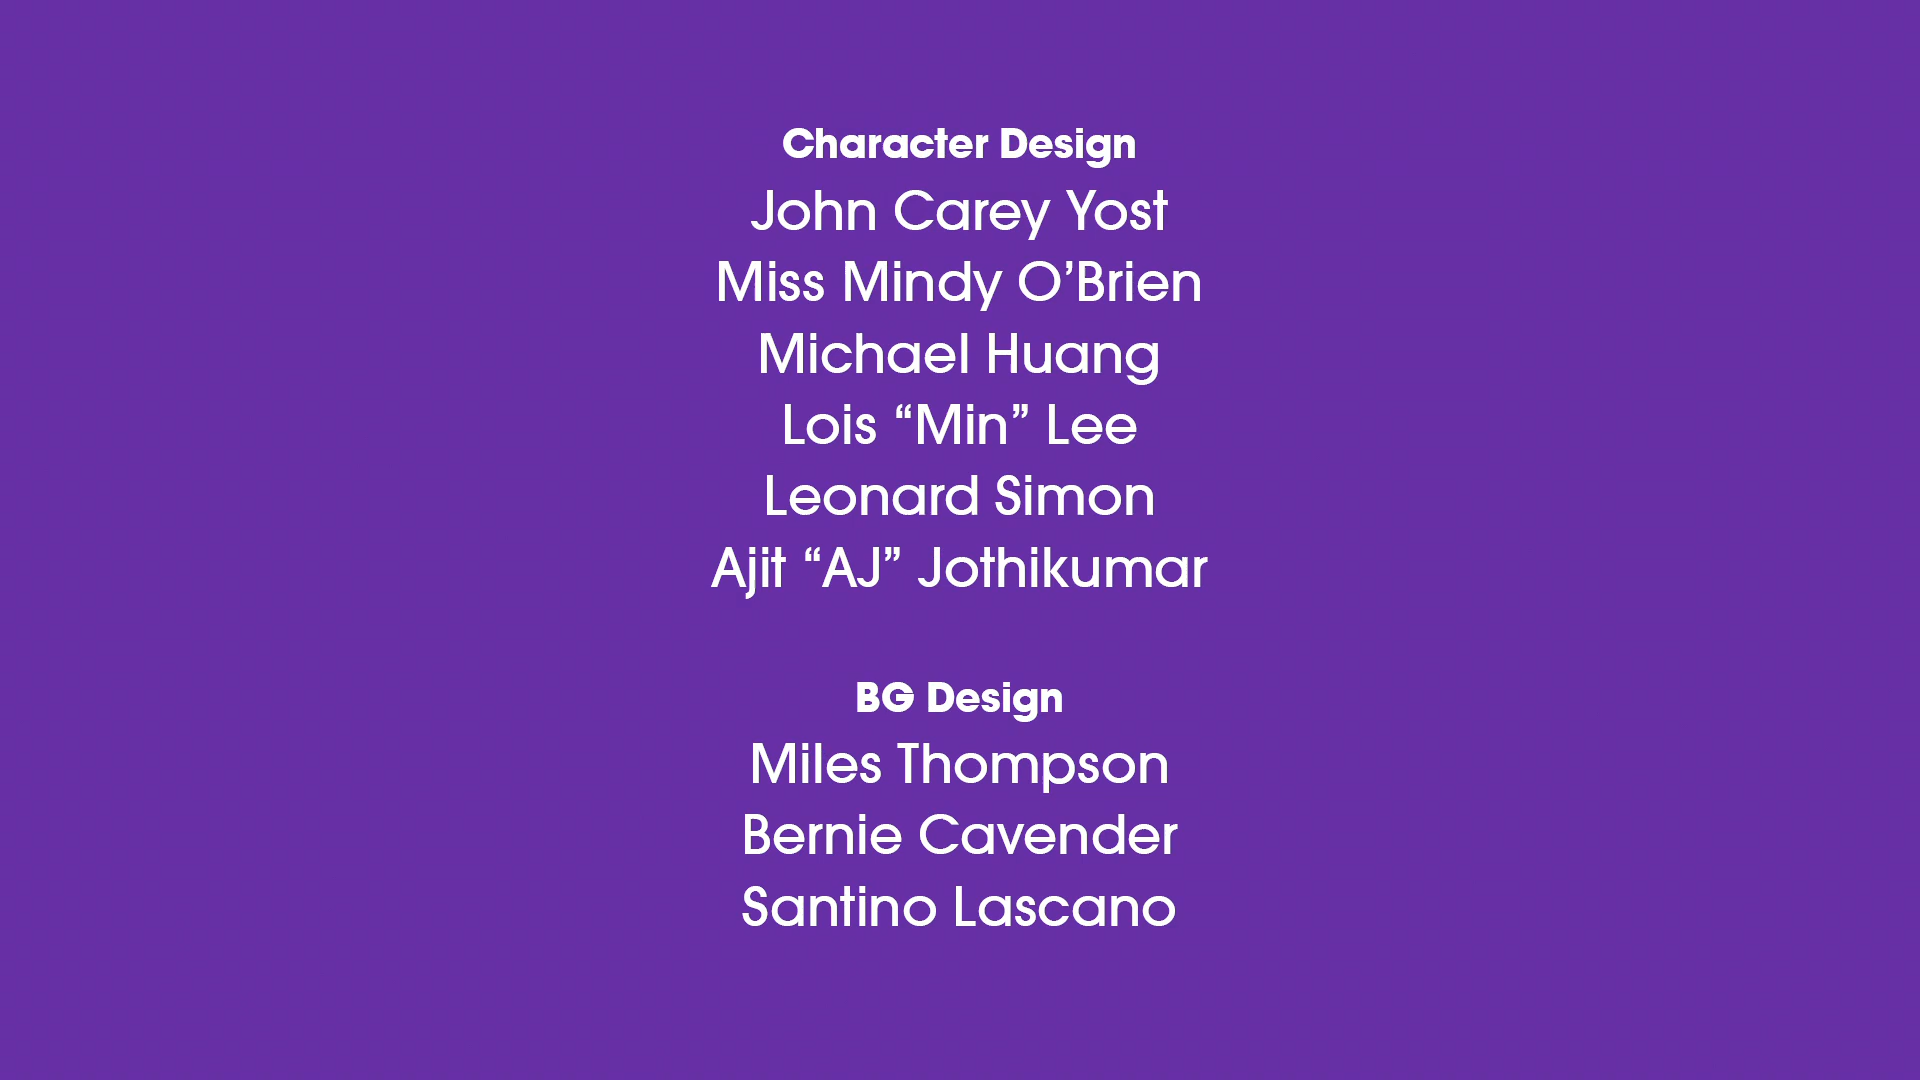 Character Design
John Carey Yost
Miss Mindy O’Brien
Michael Huang
Lois “Min” Lee
Leonard Simon
Ajit “AJ” Jothikumar
BG Design
Miles Thompson
Bernie Cavender
Santino Lascano